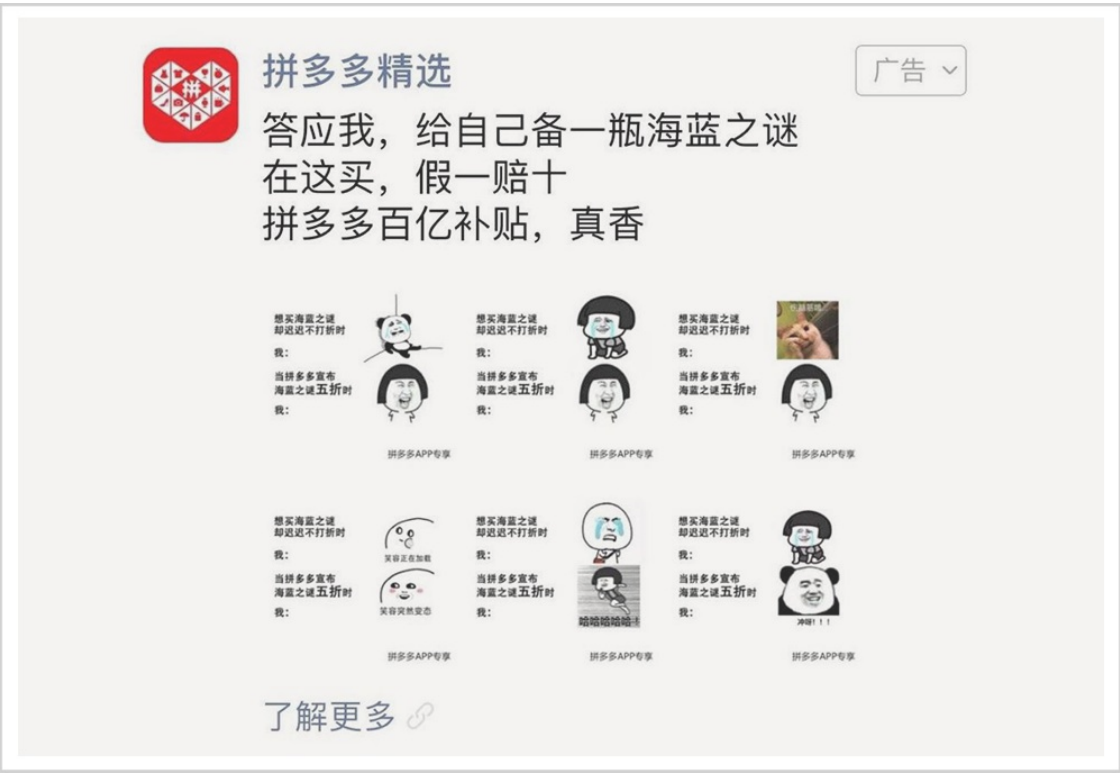 拼
拼多多精选
广告
答应我，给自己备一瓶海蓝之谜
在这买，假一赔十
拼多多百亿补贴，真香
想买海蓝之谜
却迟迟不打折时
我：
当拼多多宣布
海蓝之谜五折时
我：
拼多多APP专享
想买海蓝之谜
却迟迟不打折时
我：
当拼多多宣布
海蓝之谜五折时
我：
拼多多APP专享
想买海蓝之谜
却迟迟不打折时
我：
当拼多多宣布
海蓝之谜五折时
我：
拼多多APP专享
想买海蓝之谜
却迟迟不打折时
我：
笑容正在加载
当拼多多宣布
海蓝之谜五折时
我：
笑容突然变态
拼多多APP专享
想买海蓝之谜
却迟迟不打折时
我：
当拼多多宣布
海蓝之谜五折时
我：
哈哈哈哈哈！
拼多多APP专享
想买海蓝之谜
却迟迟不打折时
我：
当拼多多宣布
海蓝之谜五折时
我：
冲呀！！！
拼多多APP专享
了解更多